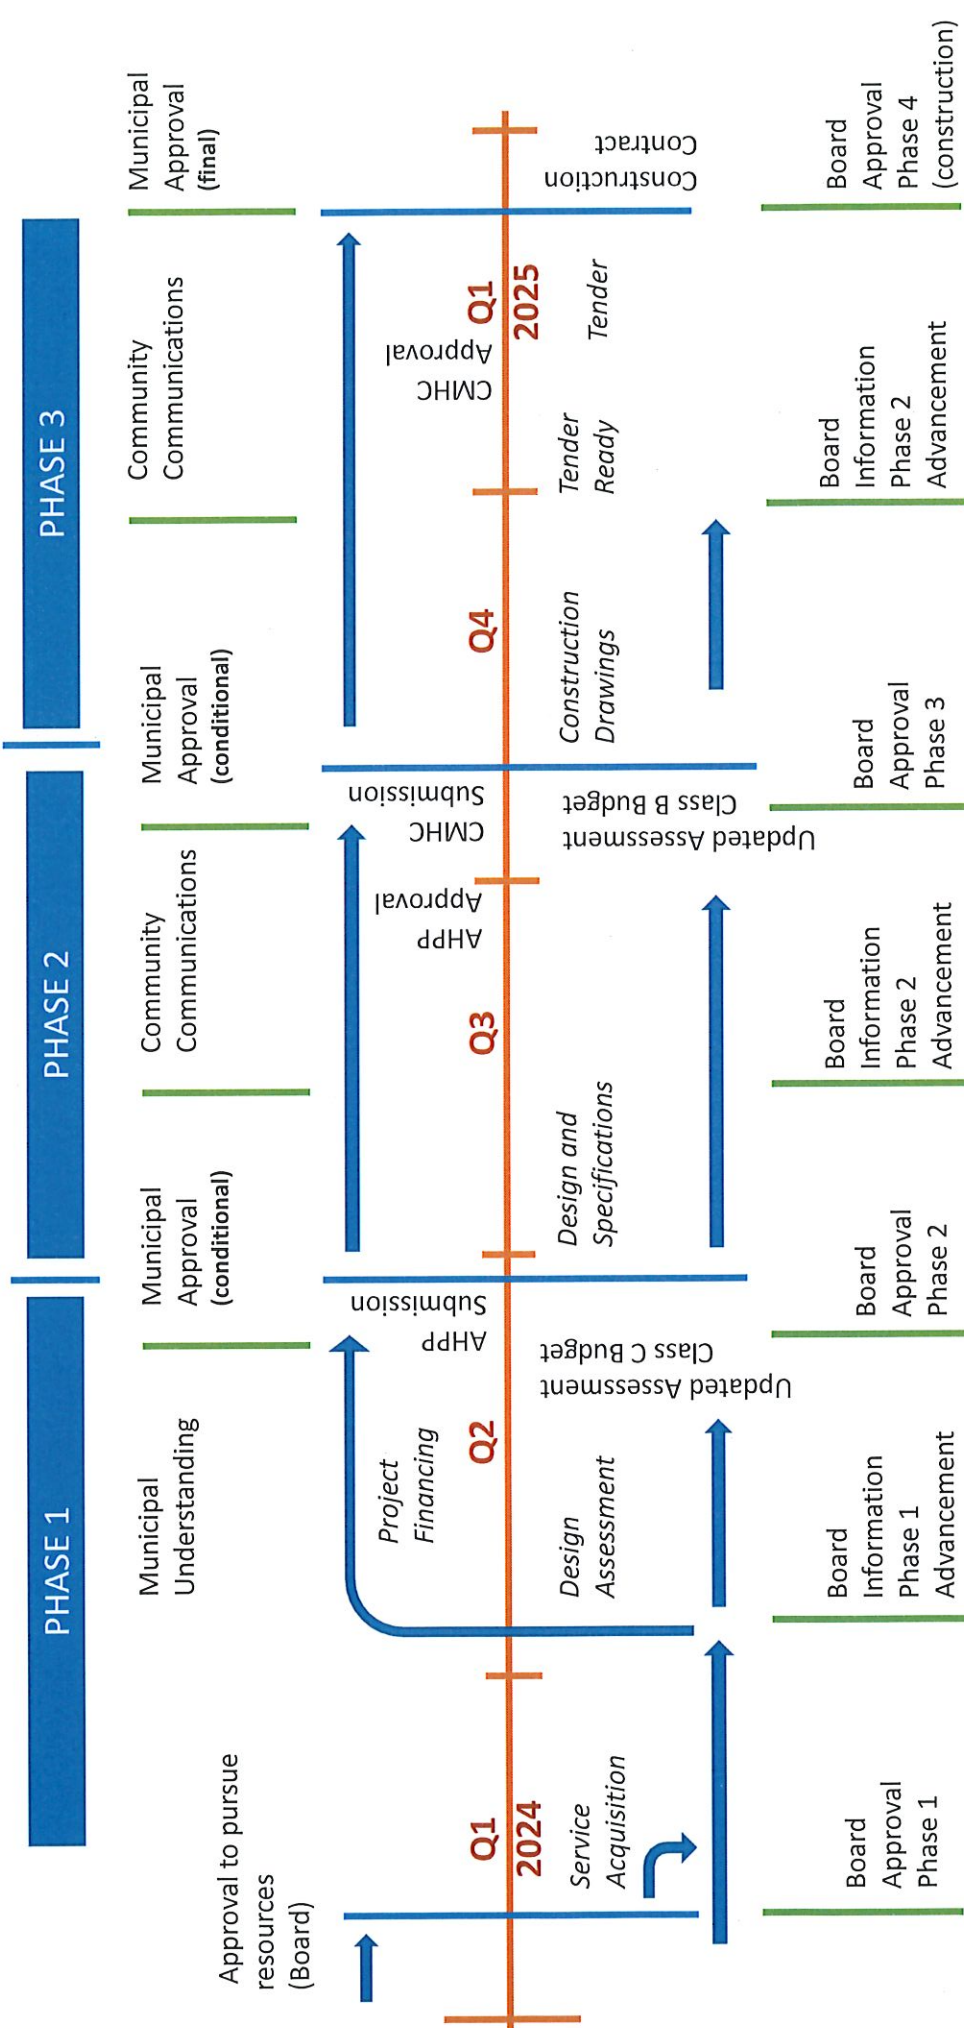 PHASE 1
PHASE 2
PHASE 3
Approval to pursue
resources
(Board)
Municipal
Understanding
Municipal
Approval
(conditional)
Community
Communications
Municipal
Approval
(conditional)
Community
Communications
Municipal
Approval
(final)
Project
Financing
AHPP
Submission
AHPP
Approval
CMHC
Submission
CMHC
Approval
Construction
Contract
Q1
2024
Q2
Q3
Q4
Q1
2025
Service
Acquisition
Design
Assessment
Updated Assessment
Class C Budget
Design and
Specifications
Updated Assessment
Class B Budget
Construction
Drawings
Tender
Ready
Tender
Board
Approval
Phase 1
Board
Information
Phase 1
Advancement
Board
Approval
Phase 2
Board
Information
Phase 2
Advancement
Board
Approval
Phase 3
Board
Information
Phase 2
Advancement
Board
Approval
Phase 4
(construction)